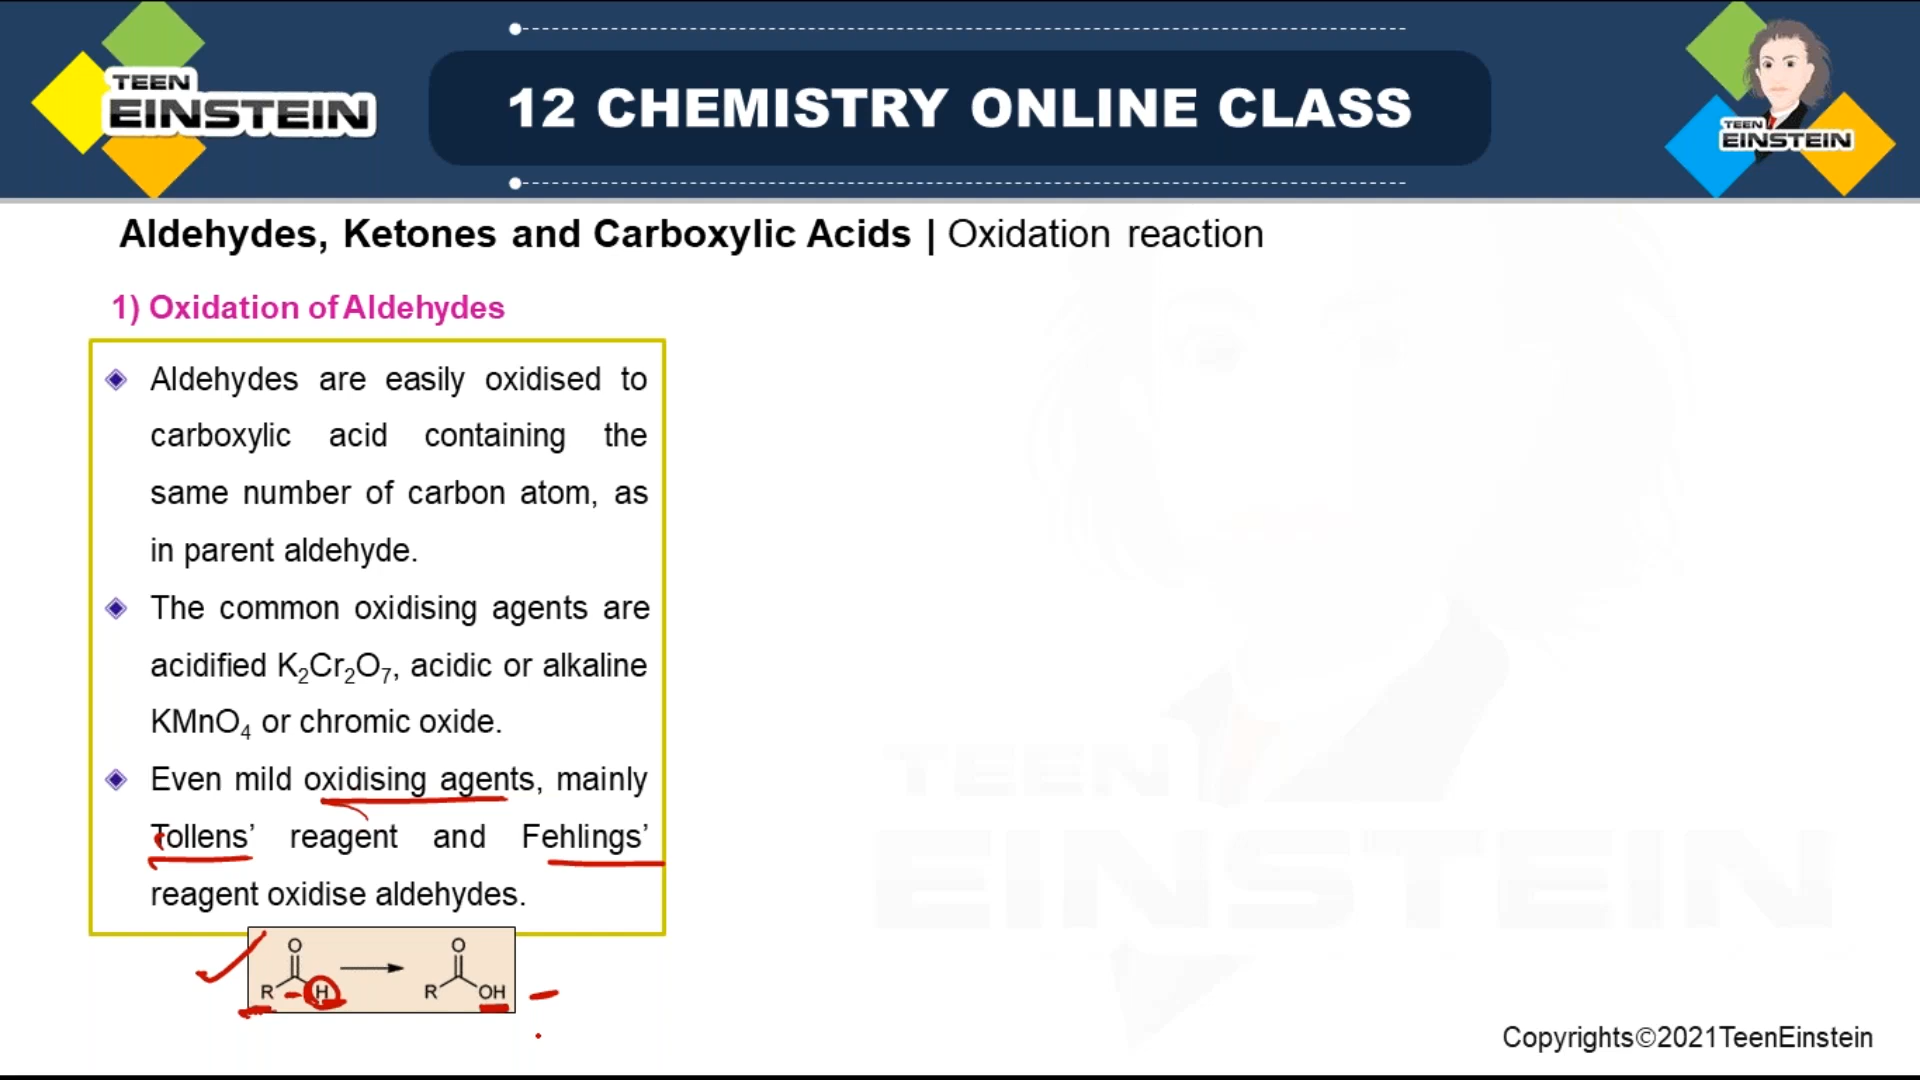 TEEN
EINSTEIN
12 CHEMISTRY ONLINE CLASS
TEEN
EINSTEIN
Aldehydes, Ketones and Carboxylic Acids | Oxidation reaction
1) Oxidation of Aldehydes
Aldehydes are easily oxidised to
carboxylic acid containing the
same number of carbon atom, as
in parent aldehyde.
The common oxidising agents are
acidified K₂Cr₂O₇, acidic or alkaline
KMnO₄ or chromic oxide.
Even mild oxidising agents, mainly
Tollens’ reagent and Fehlings’
reagent oxidise aldehydes.
O O
R H R OH
TEEN
EINSTEIN
Copyrights©2021TeenEinstein